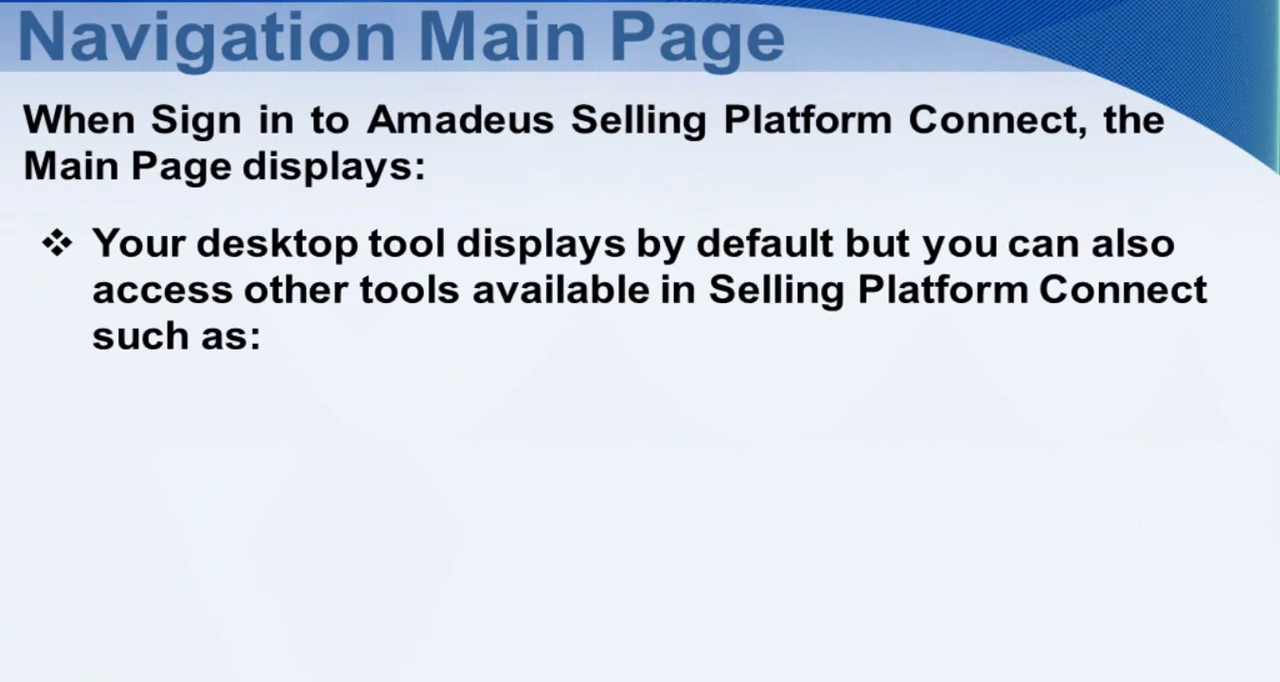 Navigation Main Page
When Sign in to Amadeus Selling Platform Connect, the
Main Page displays:
❖ Your desktop tool displays by default but you can also
access other tools available in Selling Platform Connect
such as: